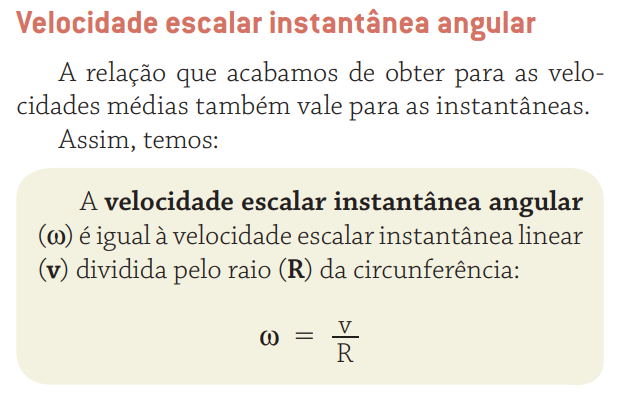 Velocidade escalar instantânea angular
A relação que acabamos de obter para as velo-
cidades médias também vale para as instantâneas.
Assim, temos:
A velocidade escalar instantânea angular
(ω) é igual à velocidade escalar instantânea linear
(v) dividida pelo raio (R) da circunferência:
ω = v/R